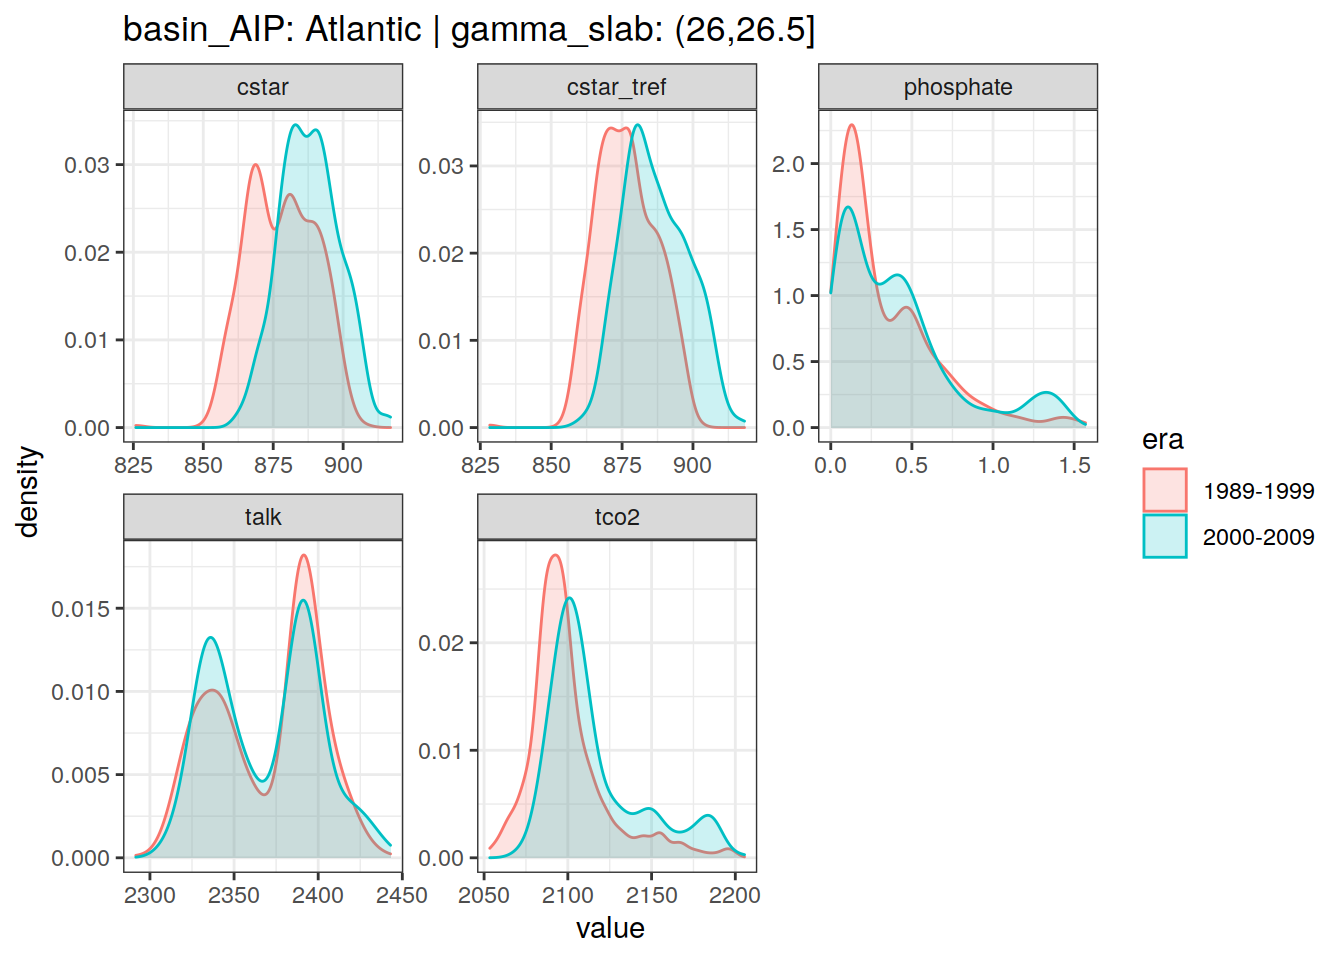 basin_AIP: Atlantic | gamma_slab: (26,26.5]
cstar
cstar_tref
phosphate
0.03
0.02
0.01
0.00
825 850 875 900
0.03
0.02
0.01
0.00
825 850 875 900
2.0
1.5
1.0
0.5
0.0
0.0 0.5 1.0 1.5
talk
tco2
0.015
0.010
0.005
0.000
2300 2350 2400 2450
0.02
0.01
0.00
2050 2100 2150 2200
density
value
era
1989-1999
2000-2009